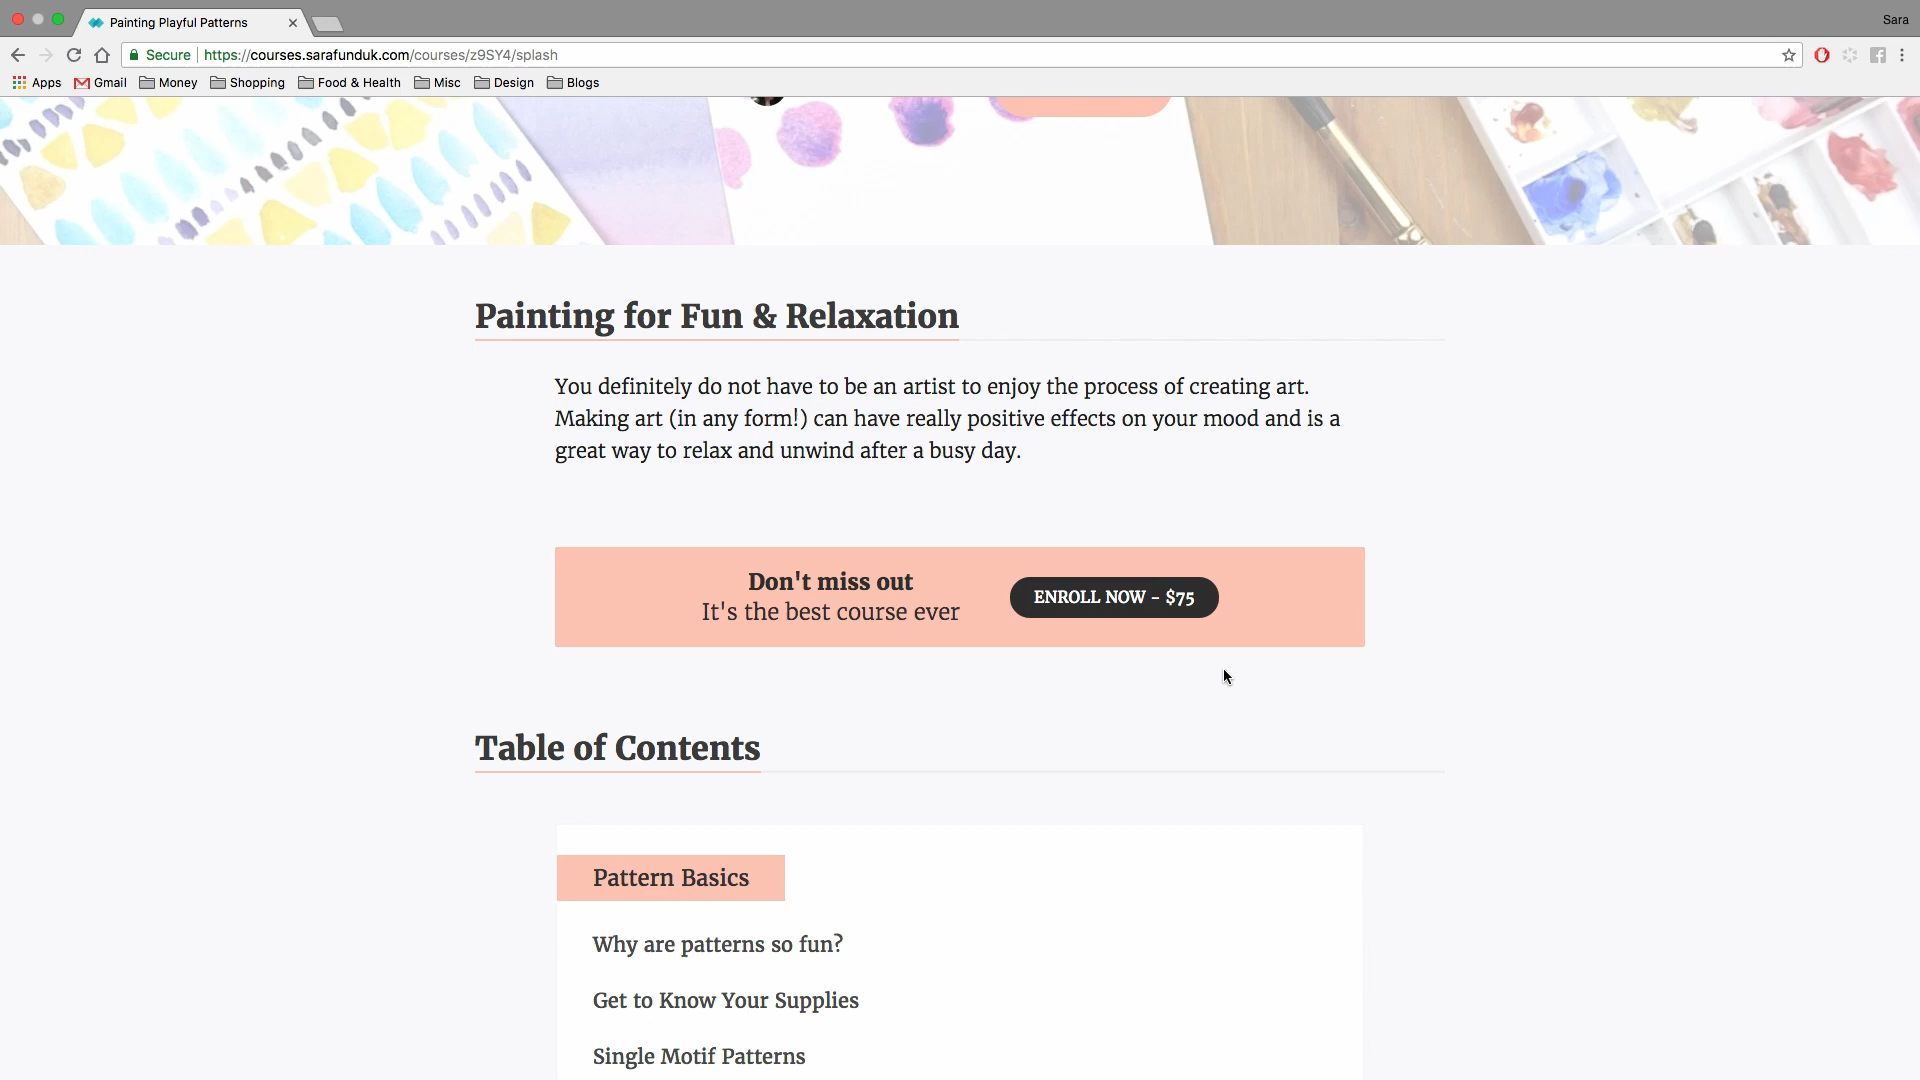 Painting Playful Patterns
Sara
Secure https://courses.sarafunduk.com/courses/z9SY4/splash
Apps Gmail Money Shopping Food & Health Misc Design Blogs
Painting for Fun & Relaxation
You definitely do not have to be an artist to enjoy the process of creating art.
Making art (in any form!) can have really positive effects on your mood and is a
great way to relax and unwind after a busy day.
Don't miss out
It's the best course ever
ENROLL NOW - $75
Table of Contents
Pattern Basics
Why are patterns so fun?
Get to Know Your Supplies
Single Motif Patterns